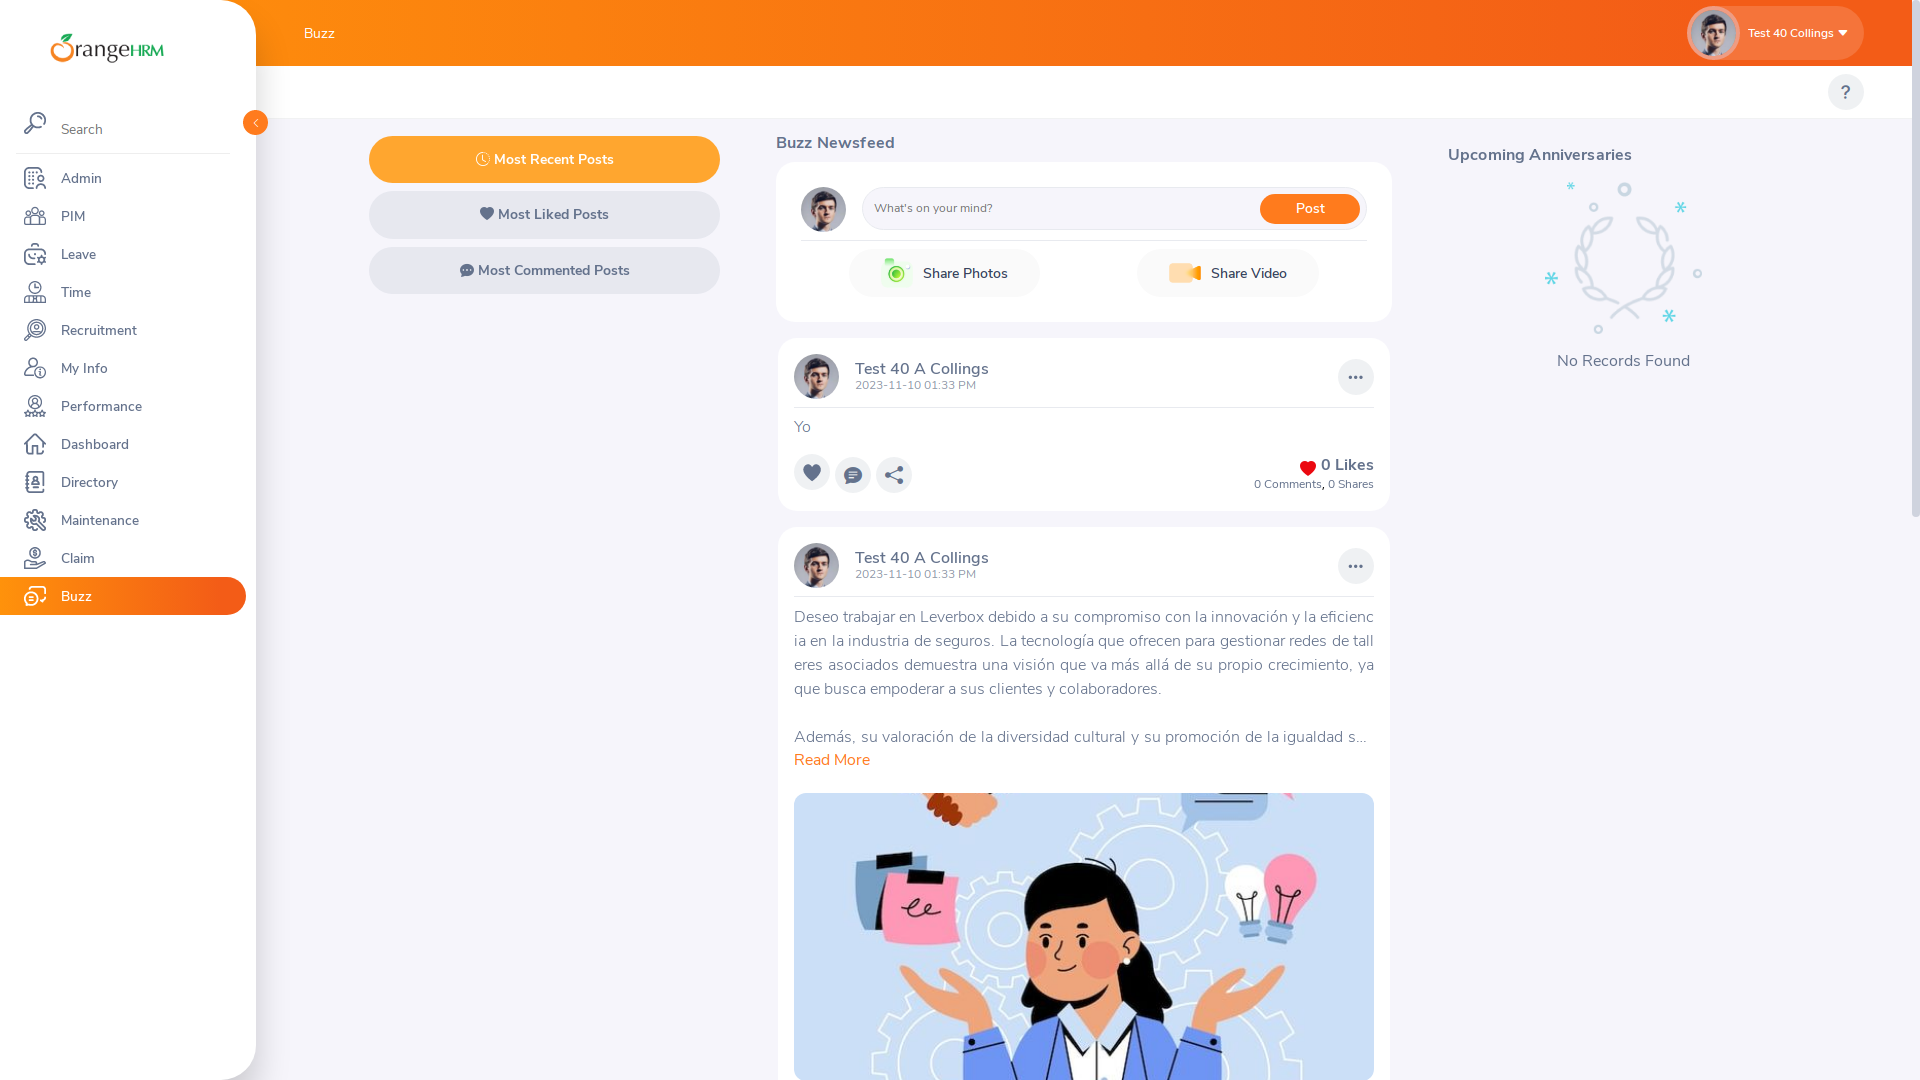 OrangeHRM
Search
Admin
PIM
Leave
Time
Recruitment
My Info
Performance
Dashboard
Directory
Maintenance
Claim
Buzz
Buzz
Test 40 Collings
?
Most Recent Posts
Most Liked Posts
Most Commented Posts
Buzz Newsfeed
What's on your mind?
Post
Share Photos
Share Video
Test 40 A Collings
2023-11-10 01:33 PM
Yo
0 Likes
0 Comments, 0 Shares
Test 40 A Collings
2023-11-10 01:33 PM
Deseo trabajar en Leverbox debido a su compromiso con la innovación y la eficienc
ia en la industria de seguros. La tecnología que ofrecen para gestionar redes de tall
eres asociados demuestra una visión que va más allá de su propio crecimiento, ya
que busca empoderar a sus clientes y colaboradores.
Además, su valoración de la diversidad cultural y su promoción de la igualdad s...
Read More
Upcoming Anniversaries
No Records Found